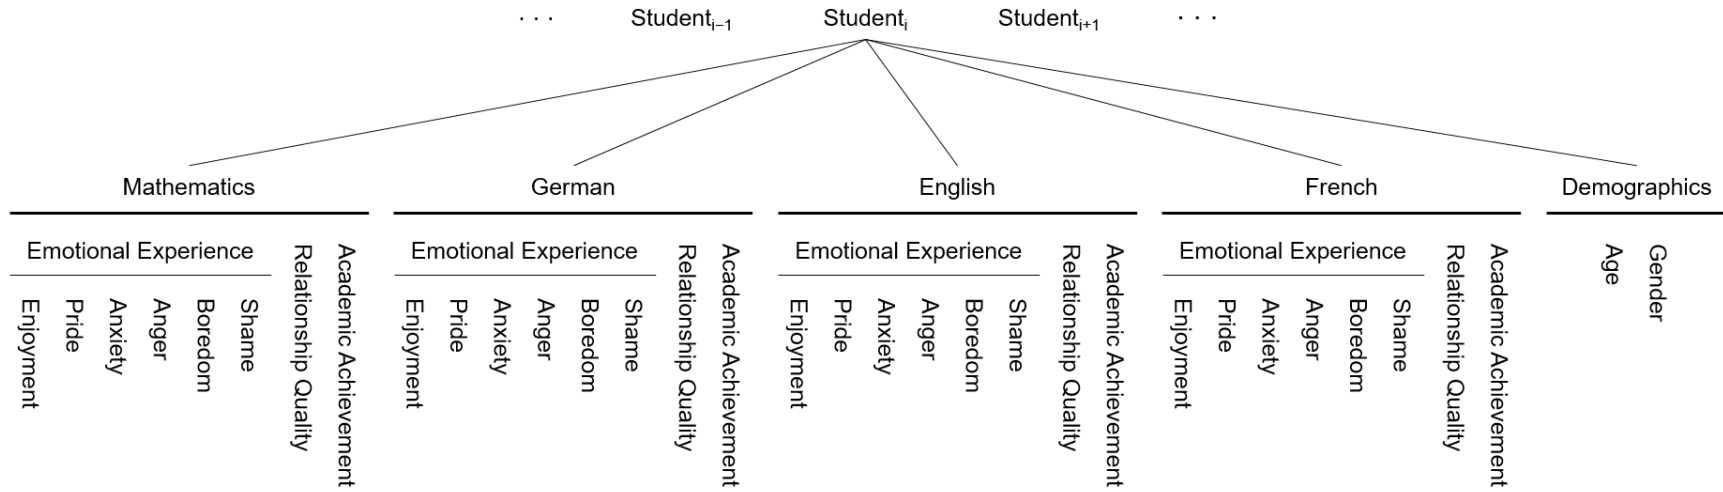 · · · Student i−1 Student i Student i+1 · · ·
Mathematics German English French Demographics
Emotional Experience
Enjoyment
Pride
Anxiety
Anger
Boredom
Shame
Relationship Quality
Academic Achievement
Emotional Experience
Enjoyment
Pride
Anxiety
Anger
Boredom
Shame
Relationship Quality
Academic Achievement
Emotional Experience
Enjoyment
Pride
Anxiety
Anger
Boredom
Shame
Relationship Quality
Academic Achievement
Emotional Experience
Enjoyment
Pride
Anxiety
Anger
Boredom
Shame
Relationship Quality
Academic Achievement
Age
Gender